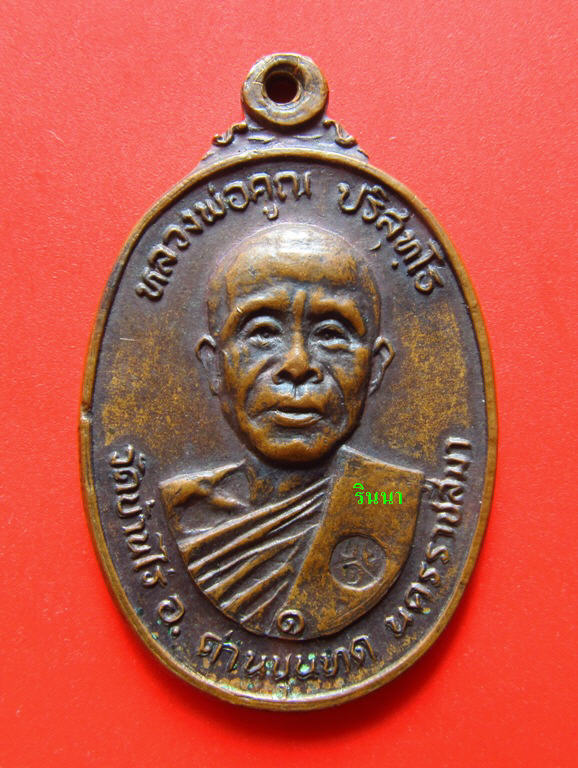 หลวงพ่อคูณ ปริสุทฺโธ
รินนา
๑
วัดบ้านไร่ อ. ด่านขุนทด นครราชสีมา